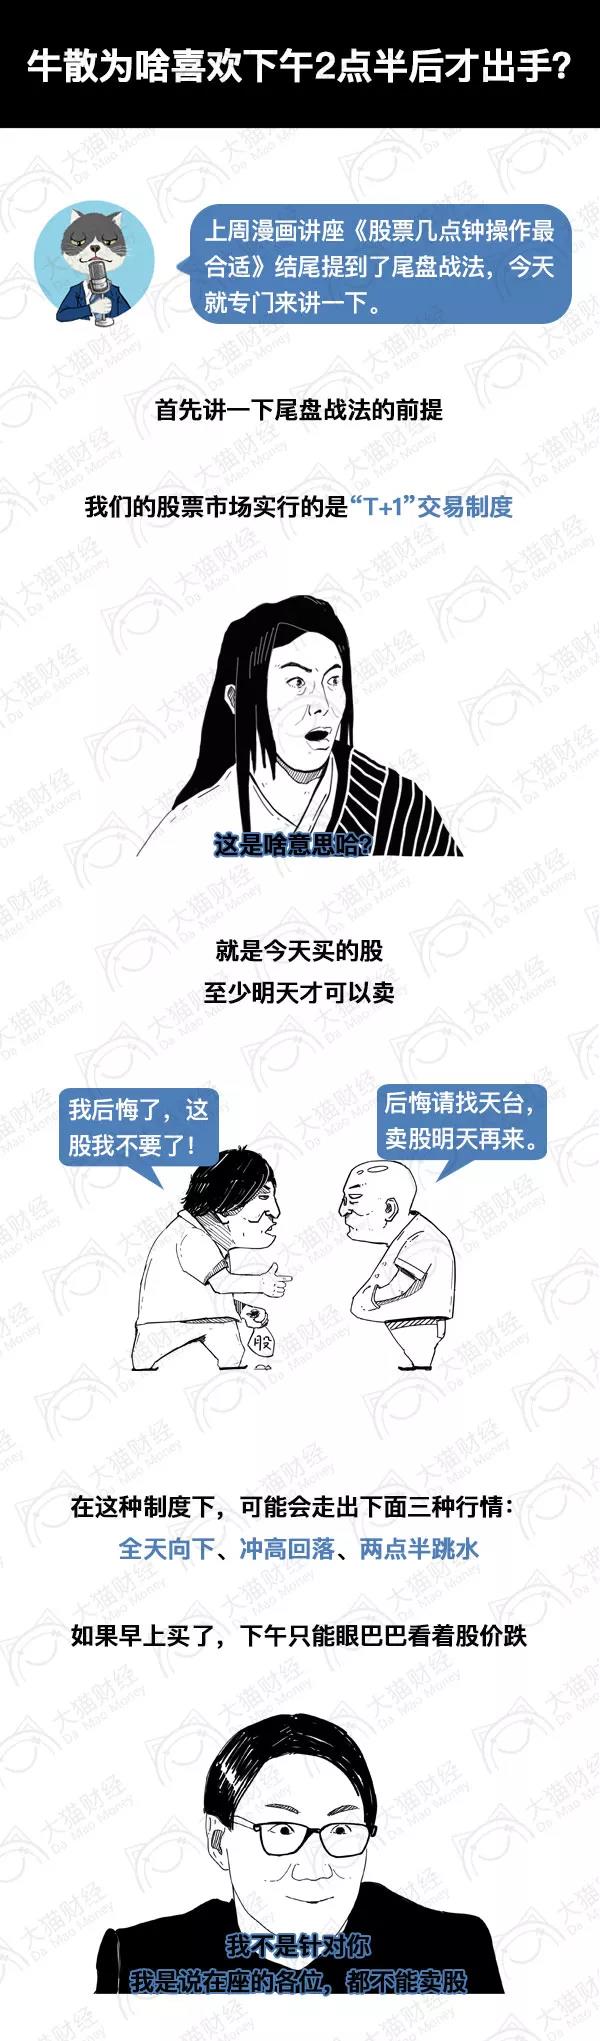 牛散为啥喜欢下午2点半后才出手？
上周漫画讲座《股票几点钟操作最
合适》结尾提到了尾盘战法，今天
就专门来讲一下。
首先讲一下尾盘战法的前提
我们的股票市场实行的是“T+1”交易制度
这是啥意思哈？
就是今天买的股
至少明天才可以卖
我后悔了，这
股我不要了！
后悔请找天台，
卖股明天再来。
股
在这种制度下，可能会走出下面三种行情：
全天向下、冲高回落、两点半跳水
如果早上买了，下午只能眼巴巴看着股价跌
我不是针对你
我是说在座的各位，都不能卖股
大猫财经
Da Mao Money